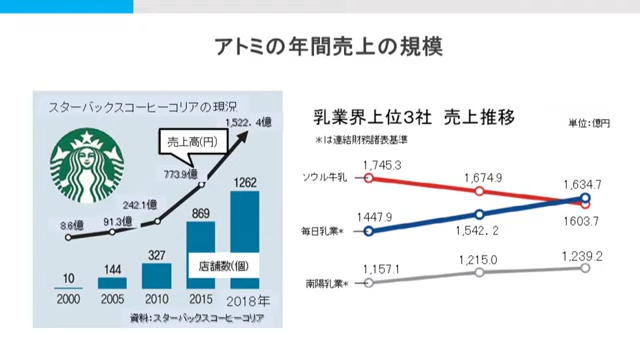 アトミの年間売上の規模
スターバックスコーヒーコリアの現況
1,522.4億
売上高(円)
773.9億
242.1億
91.3億
8.6億
1262
869
327
144
10
店舗数(個)
2000 2005 2010 2015 2018年
資料:スターバックスコーヒーコリア
乳業界上位3社 売上推移
*は連結財務諸表基準
単位:億円
ソウル牛乳
1,745.3
1,674.9
1,634.7
毎日乳業*
1447.9
1,542.2
1603.7
南陽乳業*
1,157.1
1,215.0
1,239.2